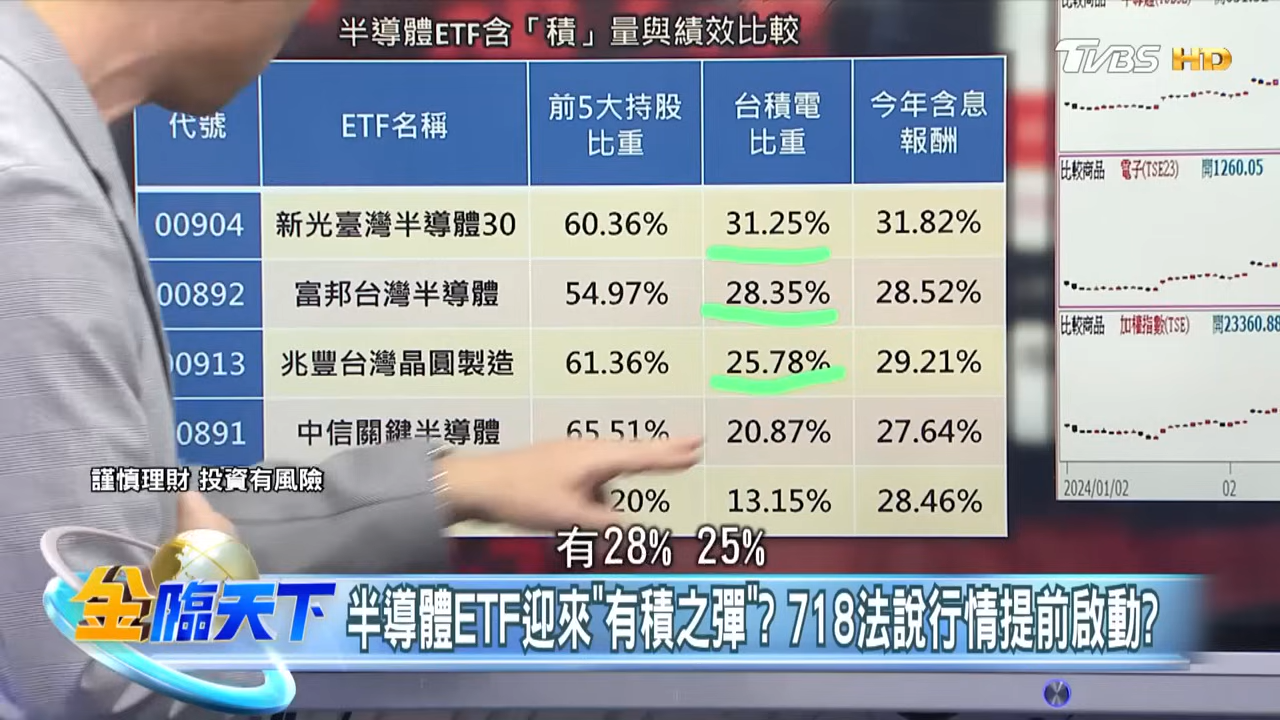 半導體ETF含「積」量與績效比較
TVBS HD
代號 ETF名稱 前5大持股比重 台積電比重 今年含息報酬
00904 新光臺灣半導體30 60.36% 31.25% 31.82%
00892 富邦台灣半導體 54.97% 28.35% 28.52%
00913 兆豐台灣晶圓製造 61.36% 25.78% 29.21%
0891 中信關鍵半導體 65.51% 20.87% 27.64%
20% 13.15% 28.46%
比較商品 電子(TSE23) 開1260.05
比較商品 加權指數(TSE) 開23360.88
2024/01/02 02
謹慎理財 投資有風險
有28% 25%
金臨天下
半導體ETF迎來"有積之彈"? 718法說行情提前啟動?